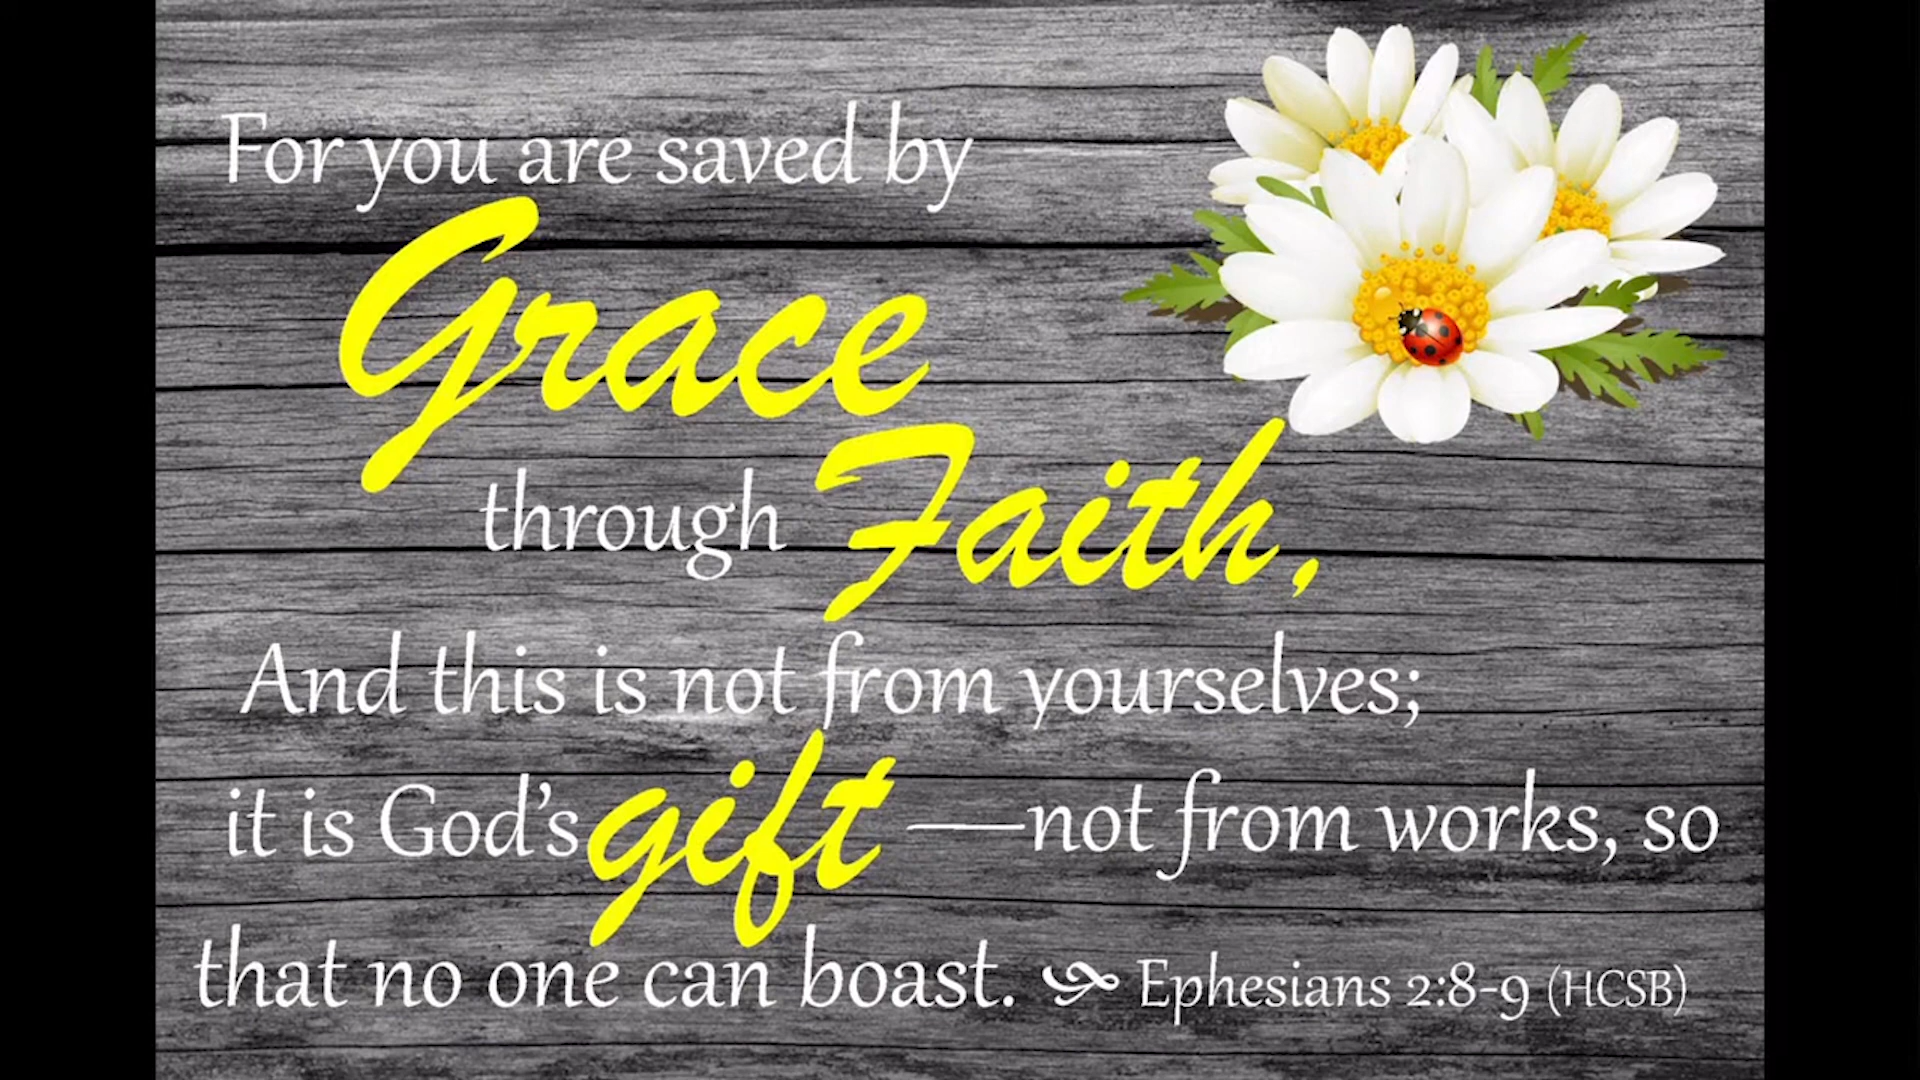 For you are saved by
Grace
through Faith,
And this is not from yourselves;
it is God's gift —not from works, so
that no one can boast. Ephesians 2:8-9 (HCSB)